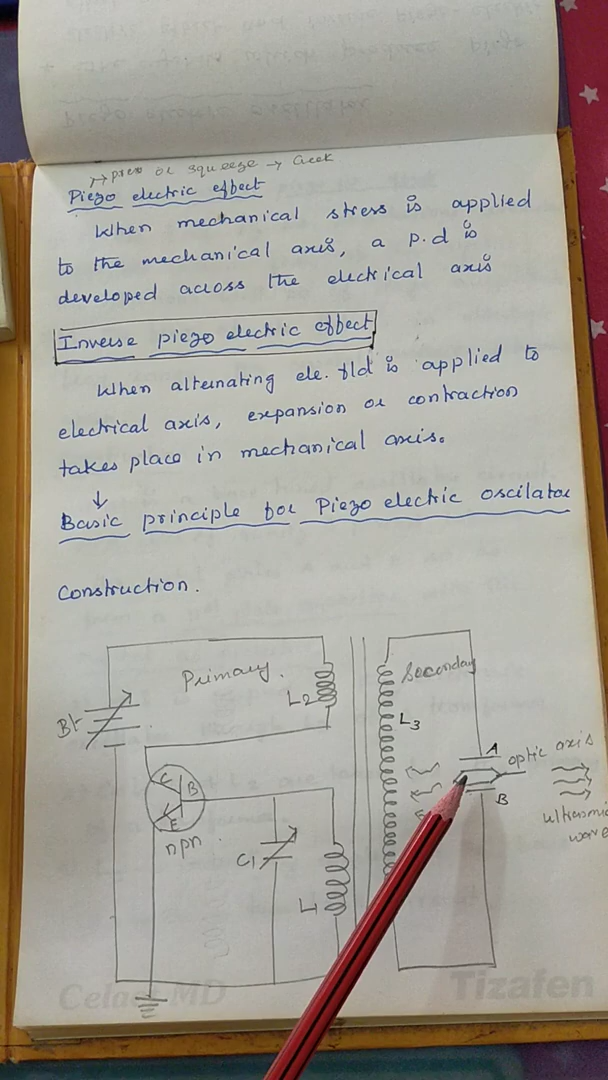 press or squeeze → Greek
Piezo electric effect
When mechanical stress is applied
to the mechanical axis, a p.d is
developed across the electrical axis
Inverse piezo electric effect
When alternating ele. fld is applied to
electrical axis, expansion or contraction
takes place in mechanical axis.
↓
Basic principle for Piezo electric oscilator
Construction.
Primary.
Secondary
L2
L3
Bt
A
optic axis
C
B
E
B
npn
C1
L
ultrasonic
wave
Celact MD
Tizafen